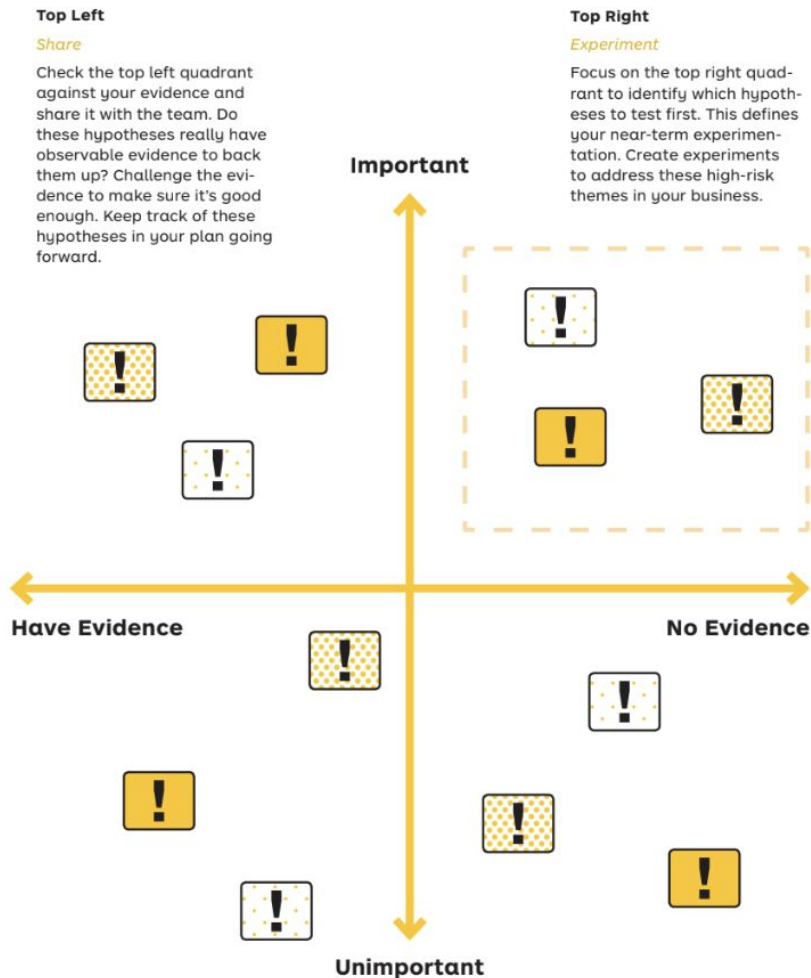 Top Left
Share
Check the top left quadrant
against your evidence and
share it with the team. Do
these hypotheses really have
observable evidence to back
them up? Challenge the evi-
dence to make sure it's good
enough. Keep track of these
hypotheses in your plan going
forward.
Top Right
Experiment
Focus on the top right quad-
rant to identify which hypoth-
eses to test first. This defines
your near-term experimen-
tation. Create experiments
to address these high-risk
themes in your business.
Important
!
!
!
!
!
!
Have Evidence
No Evidence
!
!
!
!
!
!
Unimportant